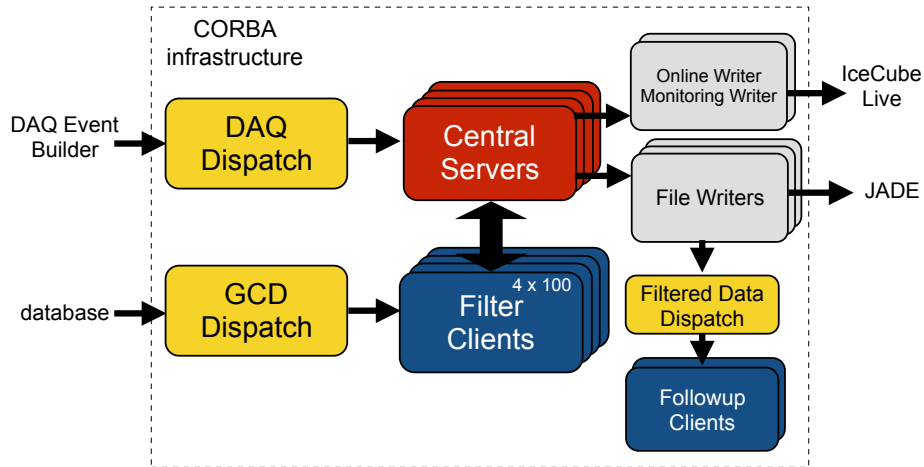 CORBA
infrastructure
DAQ Event
Builder
DAQ
Dispatch
Central
Servers
Online Writer
Monitoring Writer
IceCube
Live
File Writers
JADE
database
GCD
Dispatch
4 x 100
Filter
Clients
Filtered Data
Dispatch
Followup
Clients